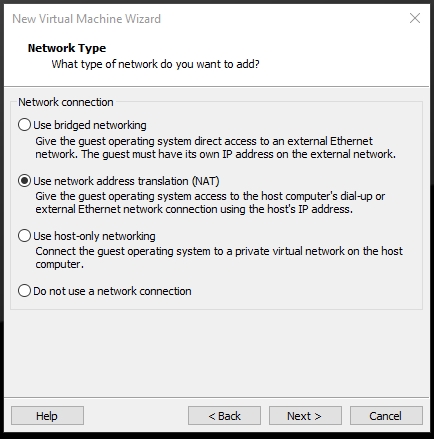 New Virtual Machine Wizard
Network Type
What type of network do you want to add?
Network connection
Use bridged networking
Give the guest operating system direct access to an external Ethernet
network. The guest must have its own IP address on the external network.
Use network address translation (NAT)
Give the guest operating system access to the host computer's dial-up or
external Ethernet network connection using the host's IP address.
Use host-only networking
Connect the guest operating system to a private virtual network on the host
computer.
Do not use a network connection
Help
< Back
Next >
Cancel